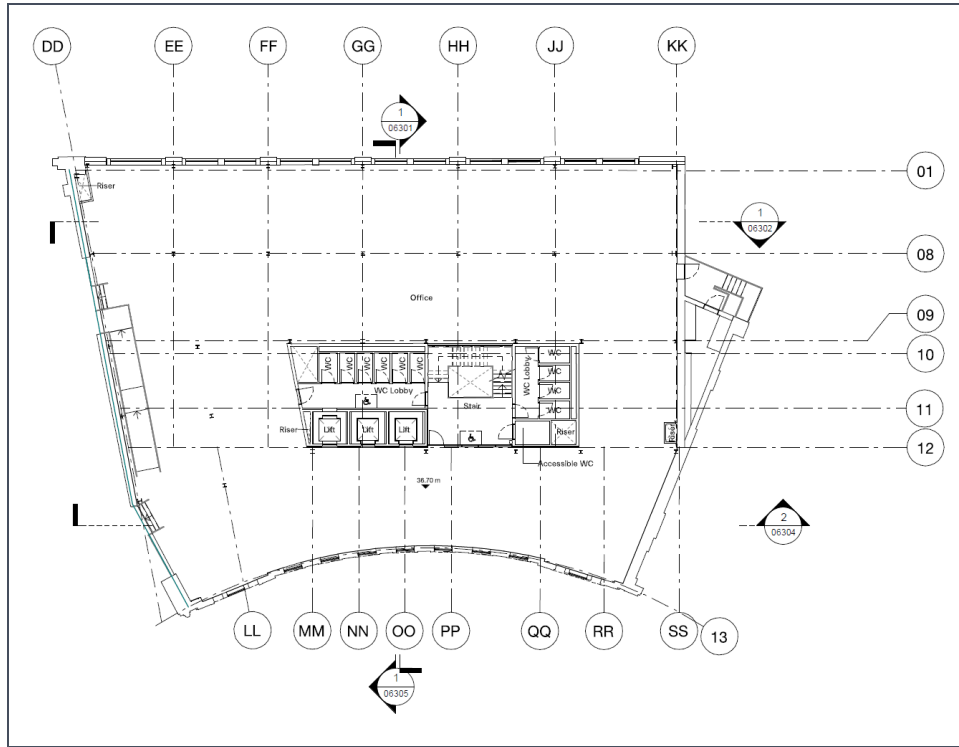 DD
EE
FF
GG
HH
JJ
KK
1
06301
01
Riser
1
06302
08
Office
09
10
WC
WC
WC
WC
WC
WC
WC
WC Lobby
WC
WC
WC
WC Lobby
Stair
11
Riser
Lift
Lift
Lift
Riser
Riser
12
Accessible WC
36.70 m
2
06304
LL
MM
NN
OO
PP
QQ
RR
SS
13
1
06305